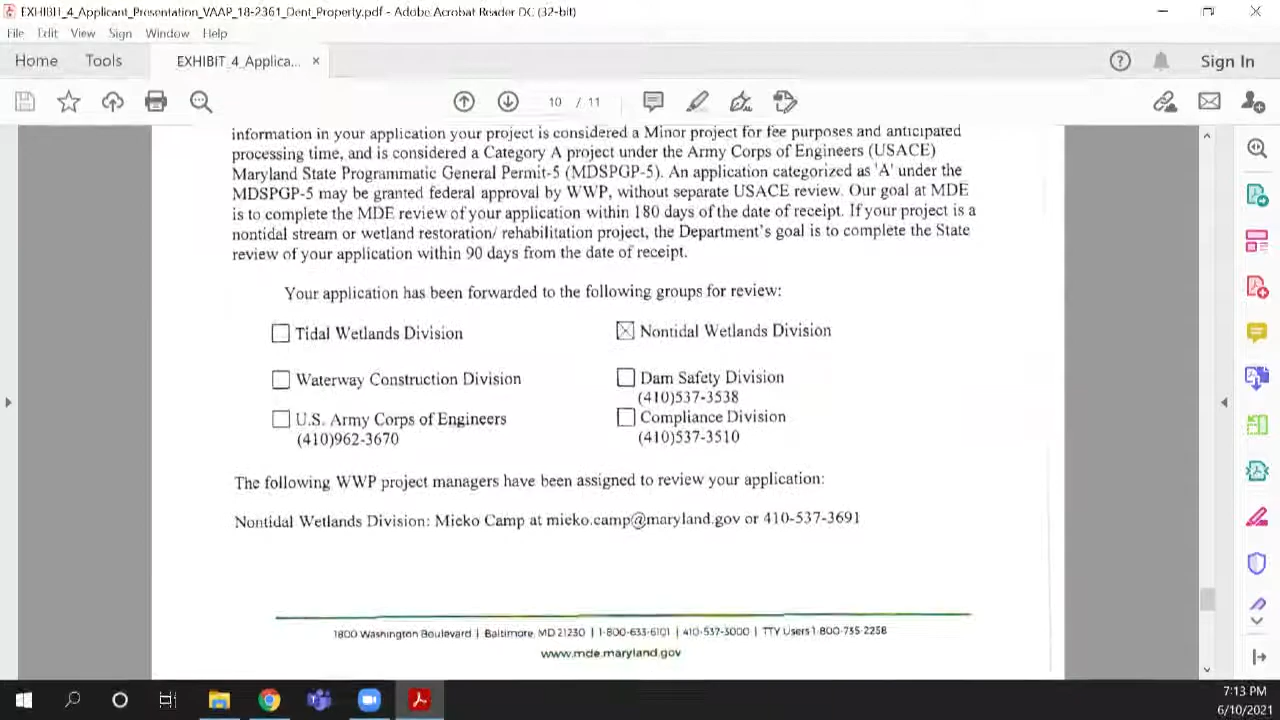 EXHIBIT_4_Applicant_Presentation_VAAP_18-2361_Dent_Property.pdf - Adobe Acrobat Reader DC (32-bit)
File Edit View Sign Window Help
Home Tools EXHIBIT_4_Applica... ×
Sign In
10 / 11
information in your application your project is considered a Minor project for fee purposes and anticipated
processing time, and is considered a Category A project under the Army Corps of Engineers (USACE)
Maryland State Programmatic General Permit-5 (MDSPGP-5). An application categorized as 'A' under the
MDSPGP-5 may be granted federal approval by WWP, without separate USACE review. Our goal at MDE
is to complete the MDE review of your application within 180 days of the date of receipt. If your project is a
nontidal stream or wetland restoration/ rehabilitation project, the Department's goal is to complete the State
review of your application within 90 days from the date of receipt.
Your application has been forwarded to the following groups for review:
Tidal Wetlands Division
Nontidal Wetlands Division
Waterway Construction Division
Dam Safety Division
(410)537-3538
U.S. Army Corps of Engineers
(410)962-3670
Compliance Division
(410)537-3510
The following WWP project managers have been assigned to review your application:
Nontidal Wetlands Division: Micko Camp at micko.camp@maryland.gov or 410-537-3691
1800 Washington Boulevard | Baltimore, MD 21230 | 1-800-633-6101 | 410-537-3000 | TTY Users 1-800-735-2258
www.mde.maryland.gov
7:13 PM
6/10/2021